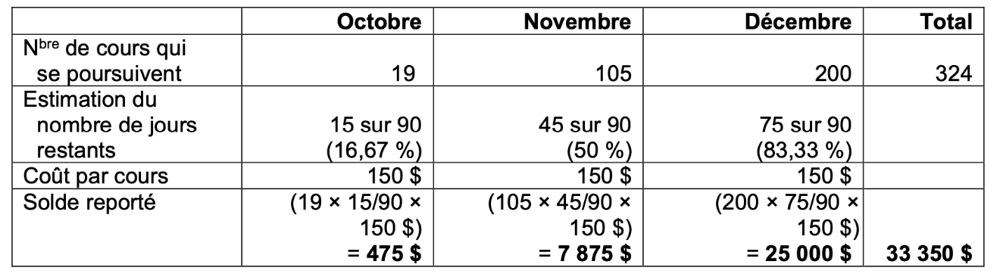 Octobre Novembre Décembre Total
Nbre de cours qui
se poursuivent 19 105 200 324
Estimation du
nombre de jours 15 sur 90 45 sur 90 75 sur 90
restants (16,67 %) (50 %) (83,33 %)
Coût par cours 150 $ 150 $ 150 $
Solde reporté (19 × 15/90 × (105 × 45/90 × (200 × 75/90 ×
150 $) 150 $) 150 $)
= 475 $ = 7 875 $ = 25 000 $ 33 350 $